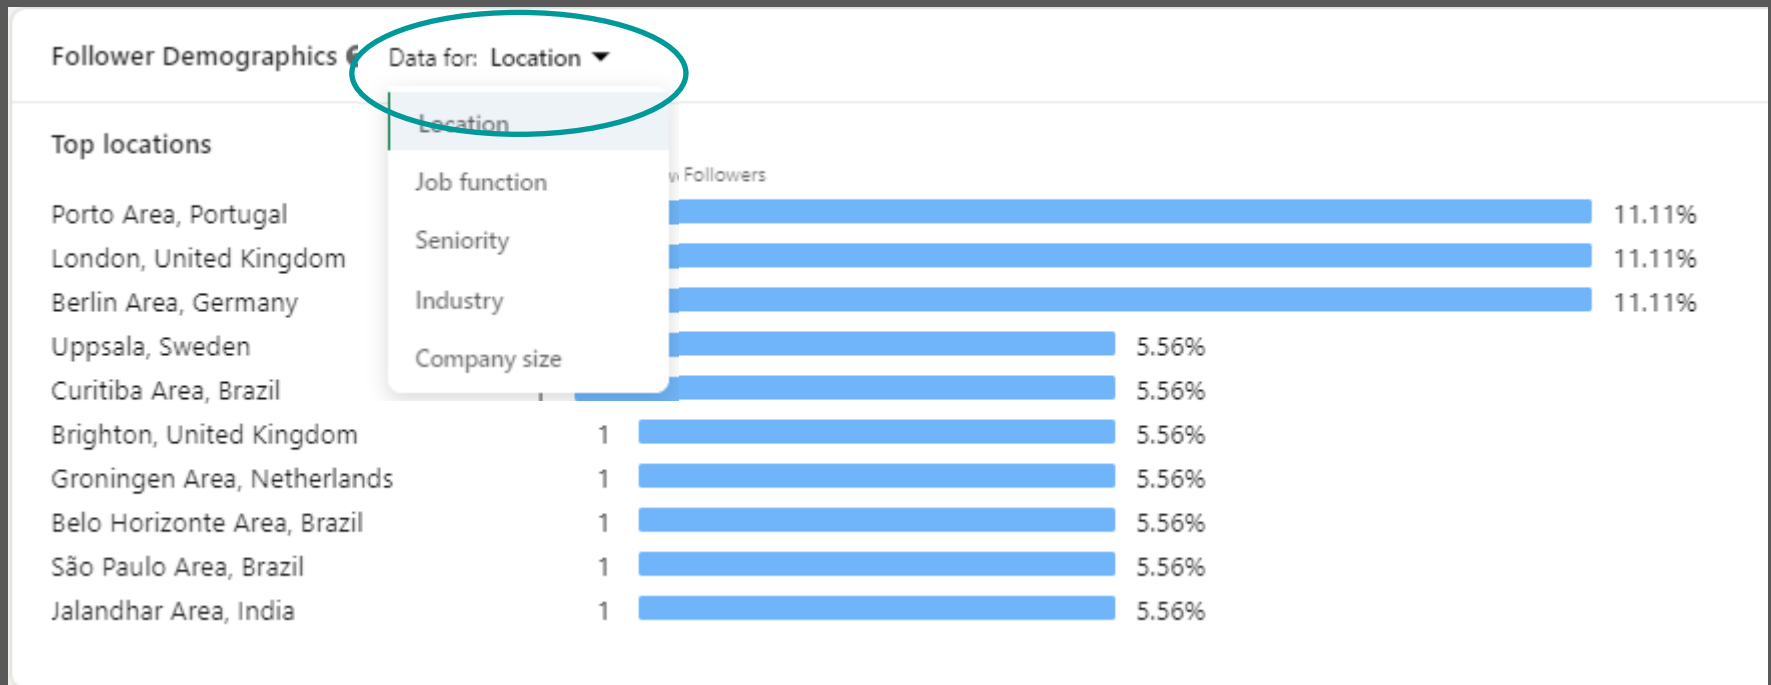 Follower Demographics
Data for: Location
Location
Job function
Seniority
Industry
Company size
Top locations
Followers
Porto Area, Portugal 11.11%
London, United Kingdom 11.11%
Berlin Area, Germany 11.11%
Uppsala, Sweden 5.56%
Curitiba Area, Brazil 5.56%
Brighton, United Kingdom 1 5.56%
Groningen Area, Netherlands 1 5.56%
Belo Horizonte Area, Brazil 1 5.56%
São Paulo Area, Brazil 1 5.56%
Jalandhar Area, India 1 5.56%